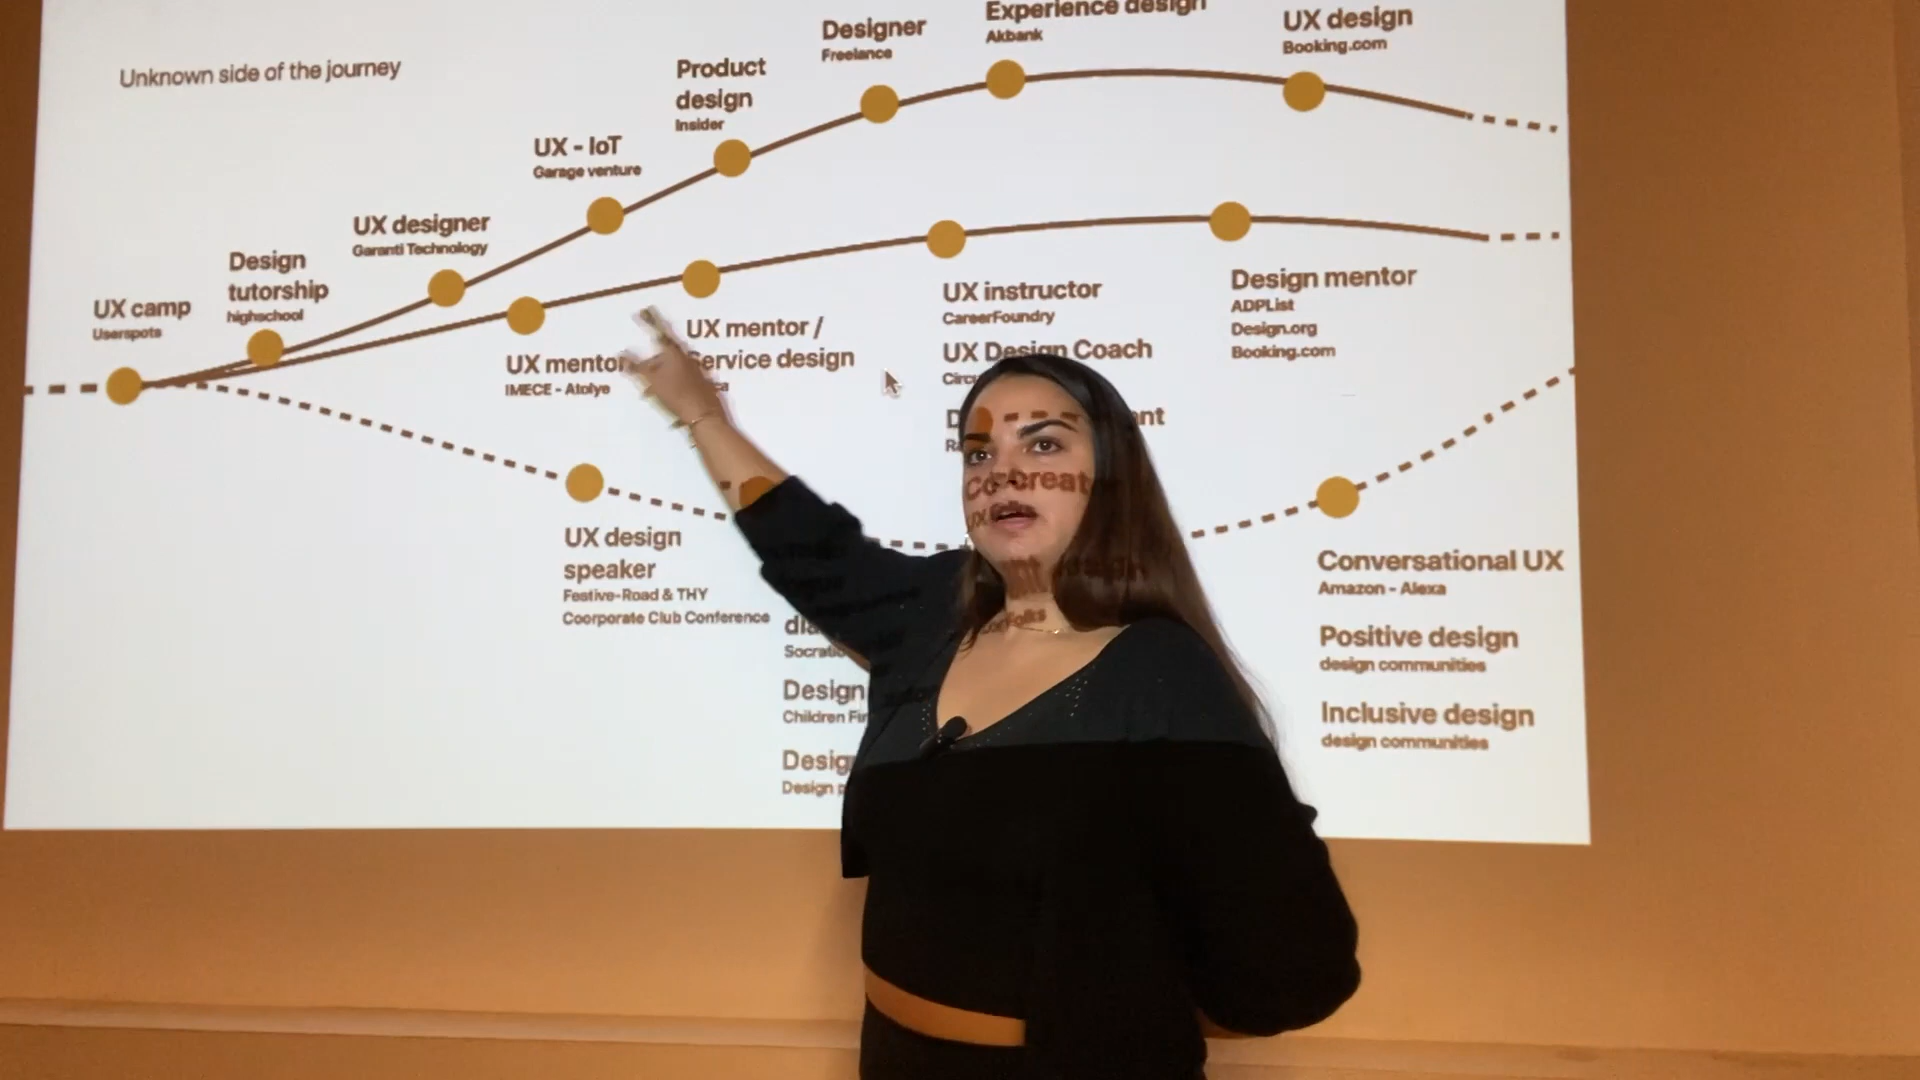 Unknown side of the journey
UX camp
Userspots
Design
tutorship
highschool
UX designer
Garanti Technology
UX - IoT
Garage venture
Product
design
Insider
Designer
Freelance
Experience design
Akbank
UX design
Booking.com
UX mentor
IMECE - Atolye
UX mentor /
Service design
UX instructor
CareerFoundry
UX Design Coach
Design mentor
ADPList
Design.org
Booking.com
UX design
speaker
Festive-Road & THY
Coorporate Club Conference
Design
Children
Design
Conversational UX
Amazon - Alexa
Positive design
design communities
Inclusive design
design communities